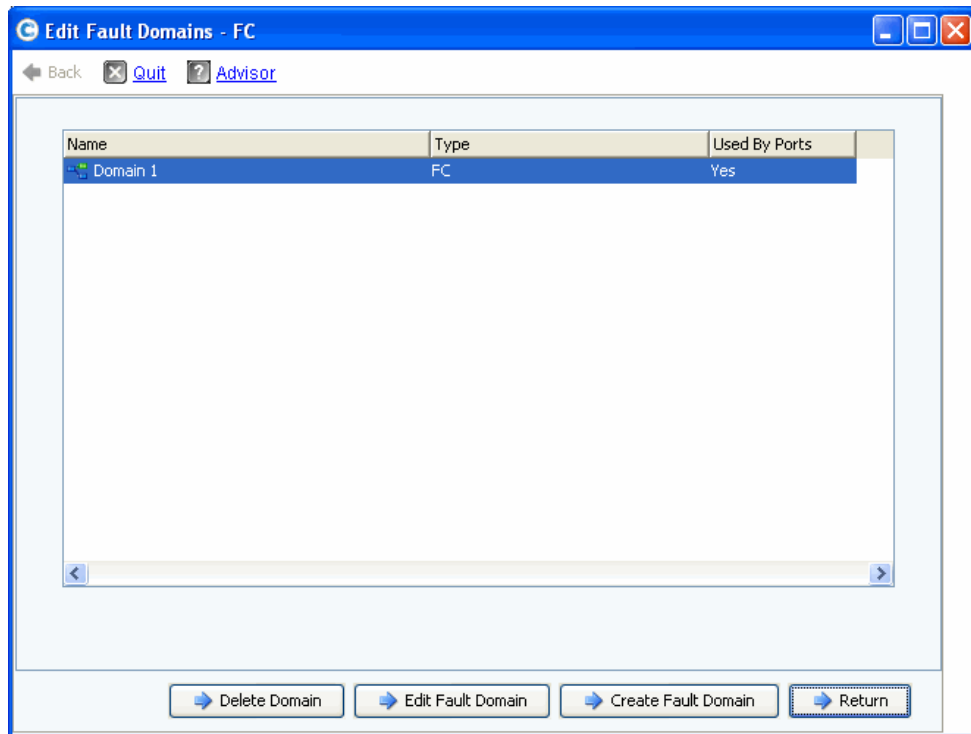 Edit Fault Domains - FC
Back Quit Advisor
Name Type Used By Ports
Domain 1 FC Yes
Delete Domain Edit Fault Domain Create Fault Domain Return